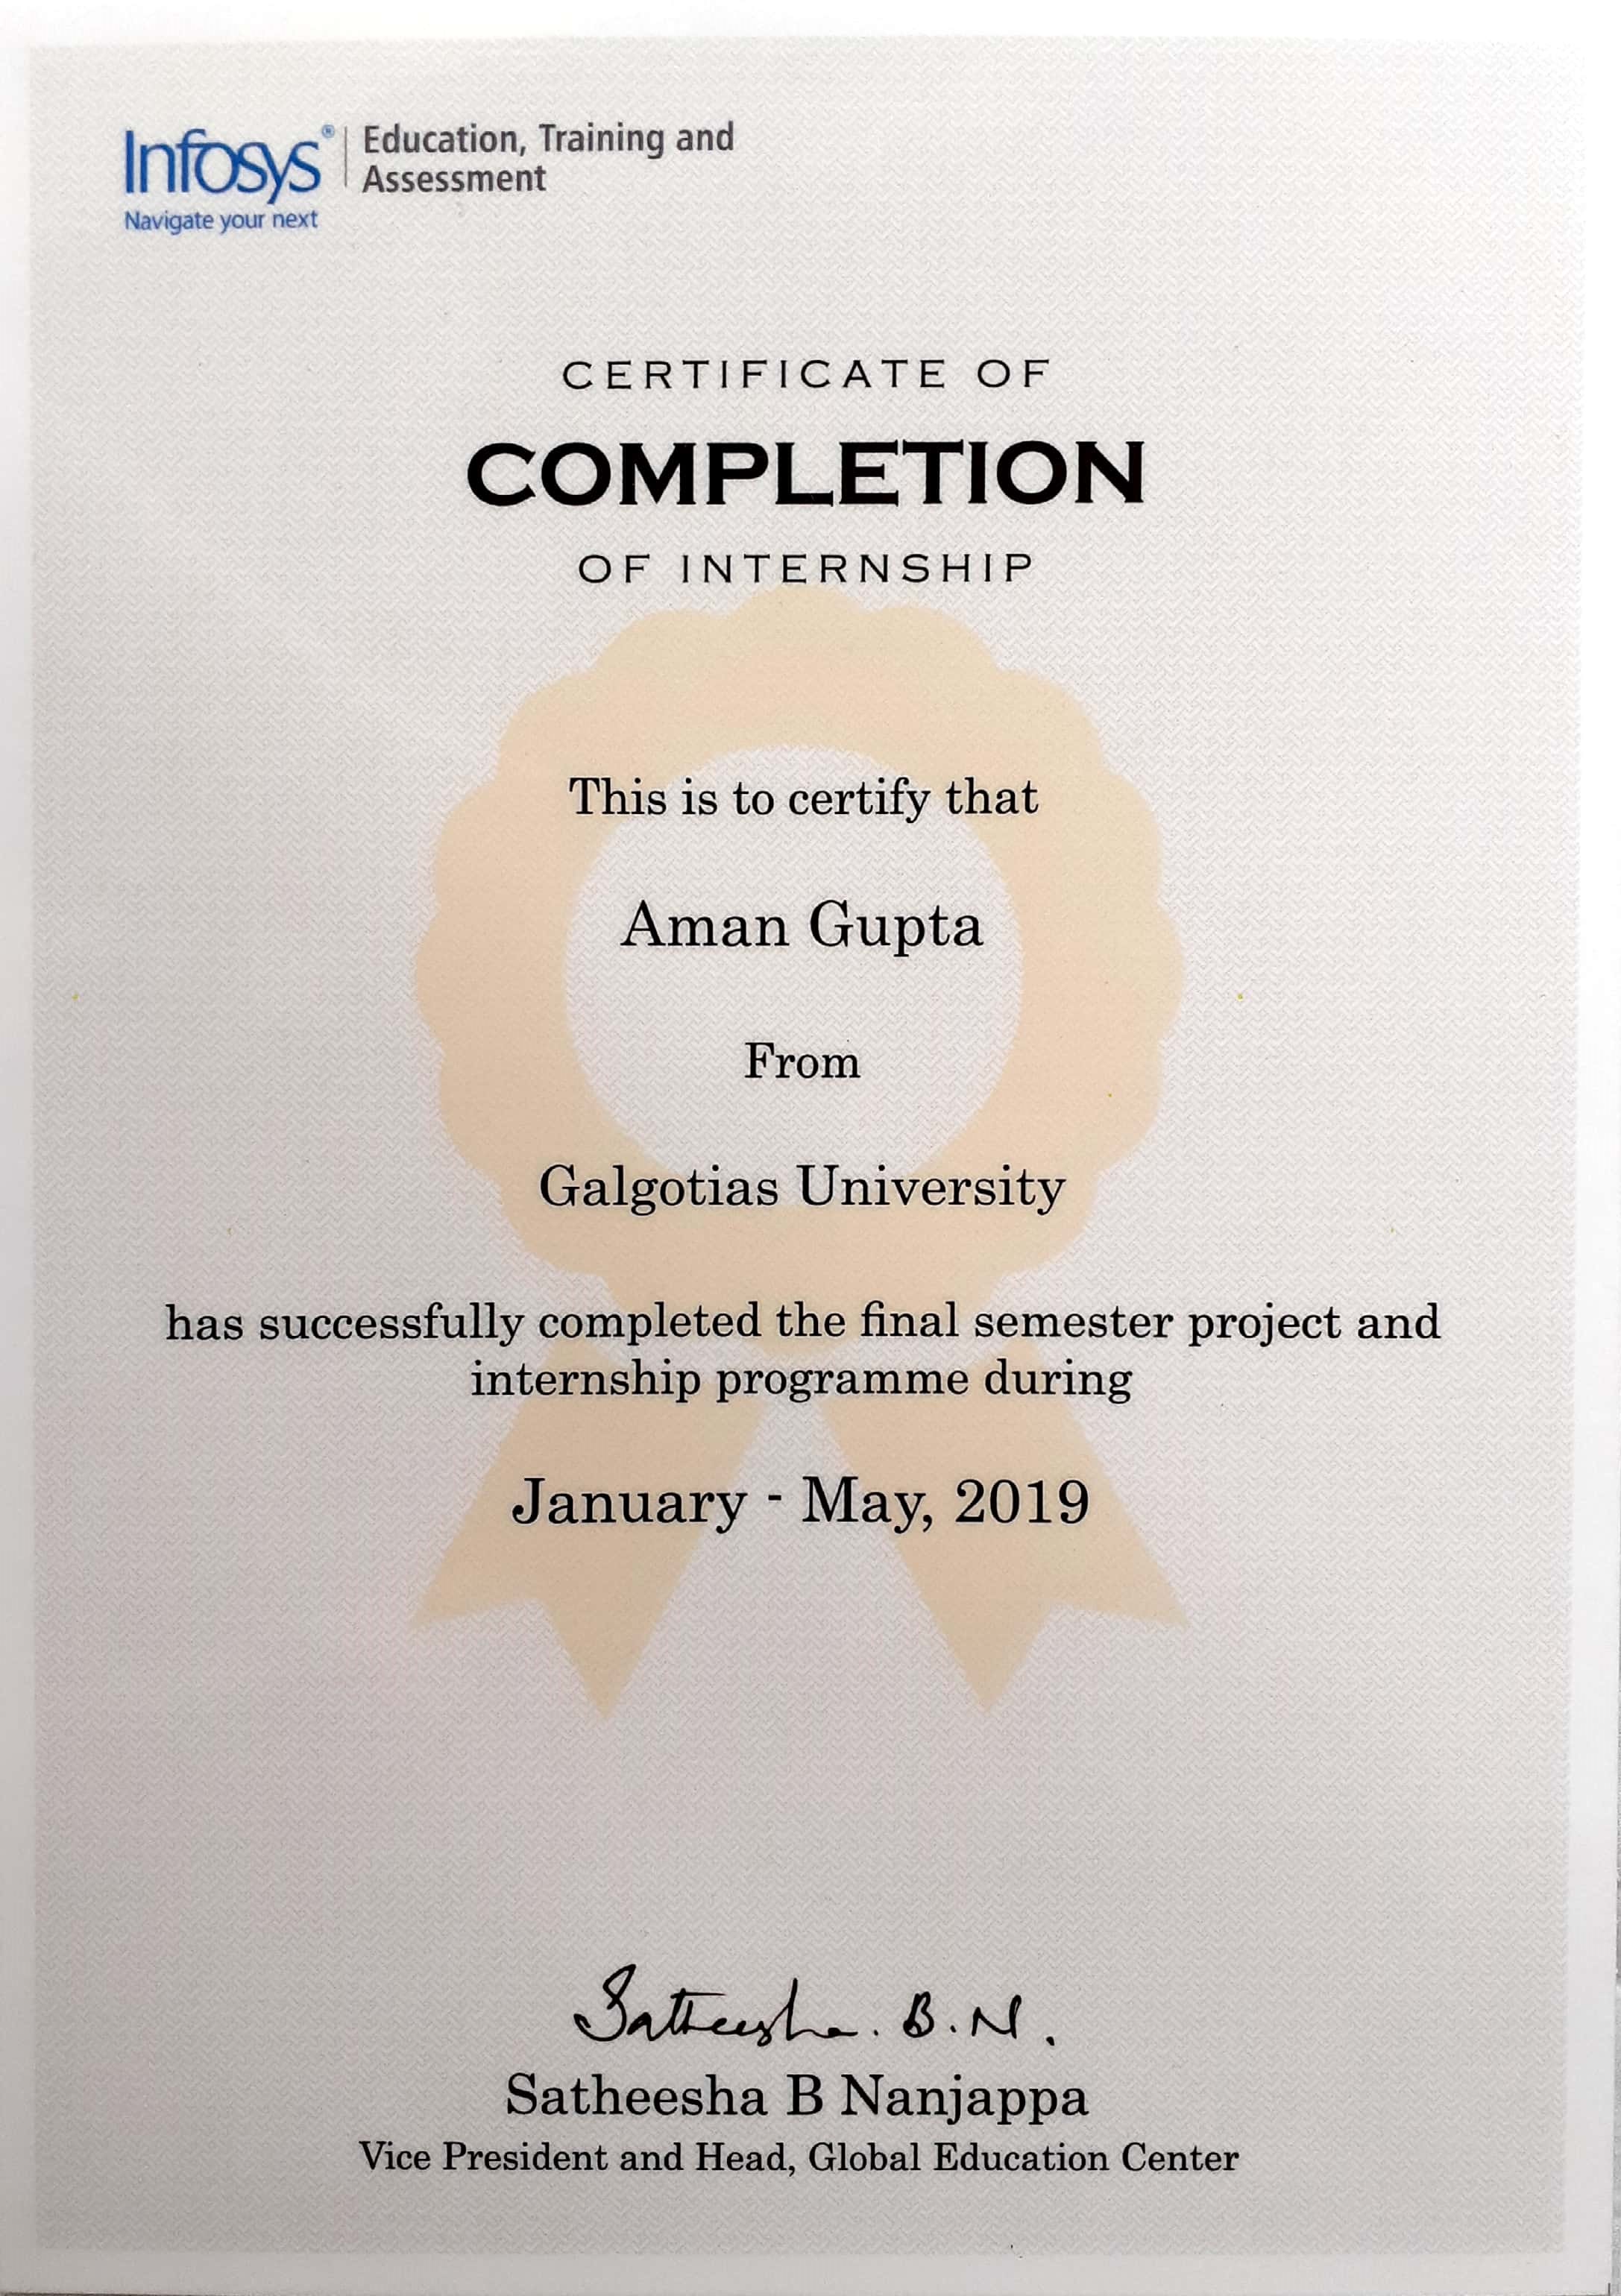 Infosys® | Education, Training and
Assessment
Navigate your next
CERTIFICATE OF
COMPLETION
OF INTERNSHIP
This is to certify that
Aman Gupta
From
Galgotias University
has successfully completed the final semester project and
internship programme during
January - May, 2019
Satheesha. B.N.
Satheesha B Nanjappa
Vice President and Head, Global Education Center